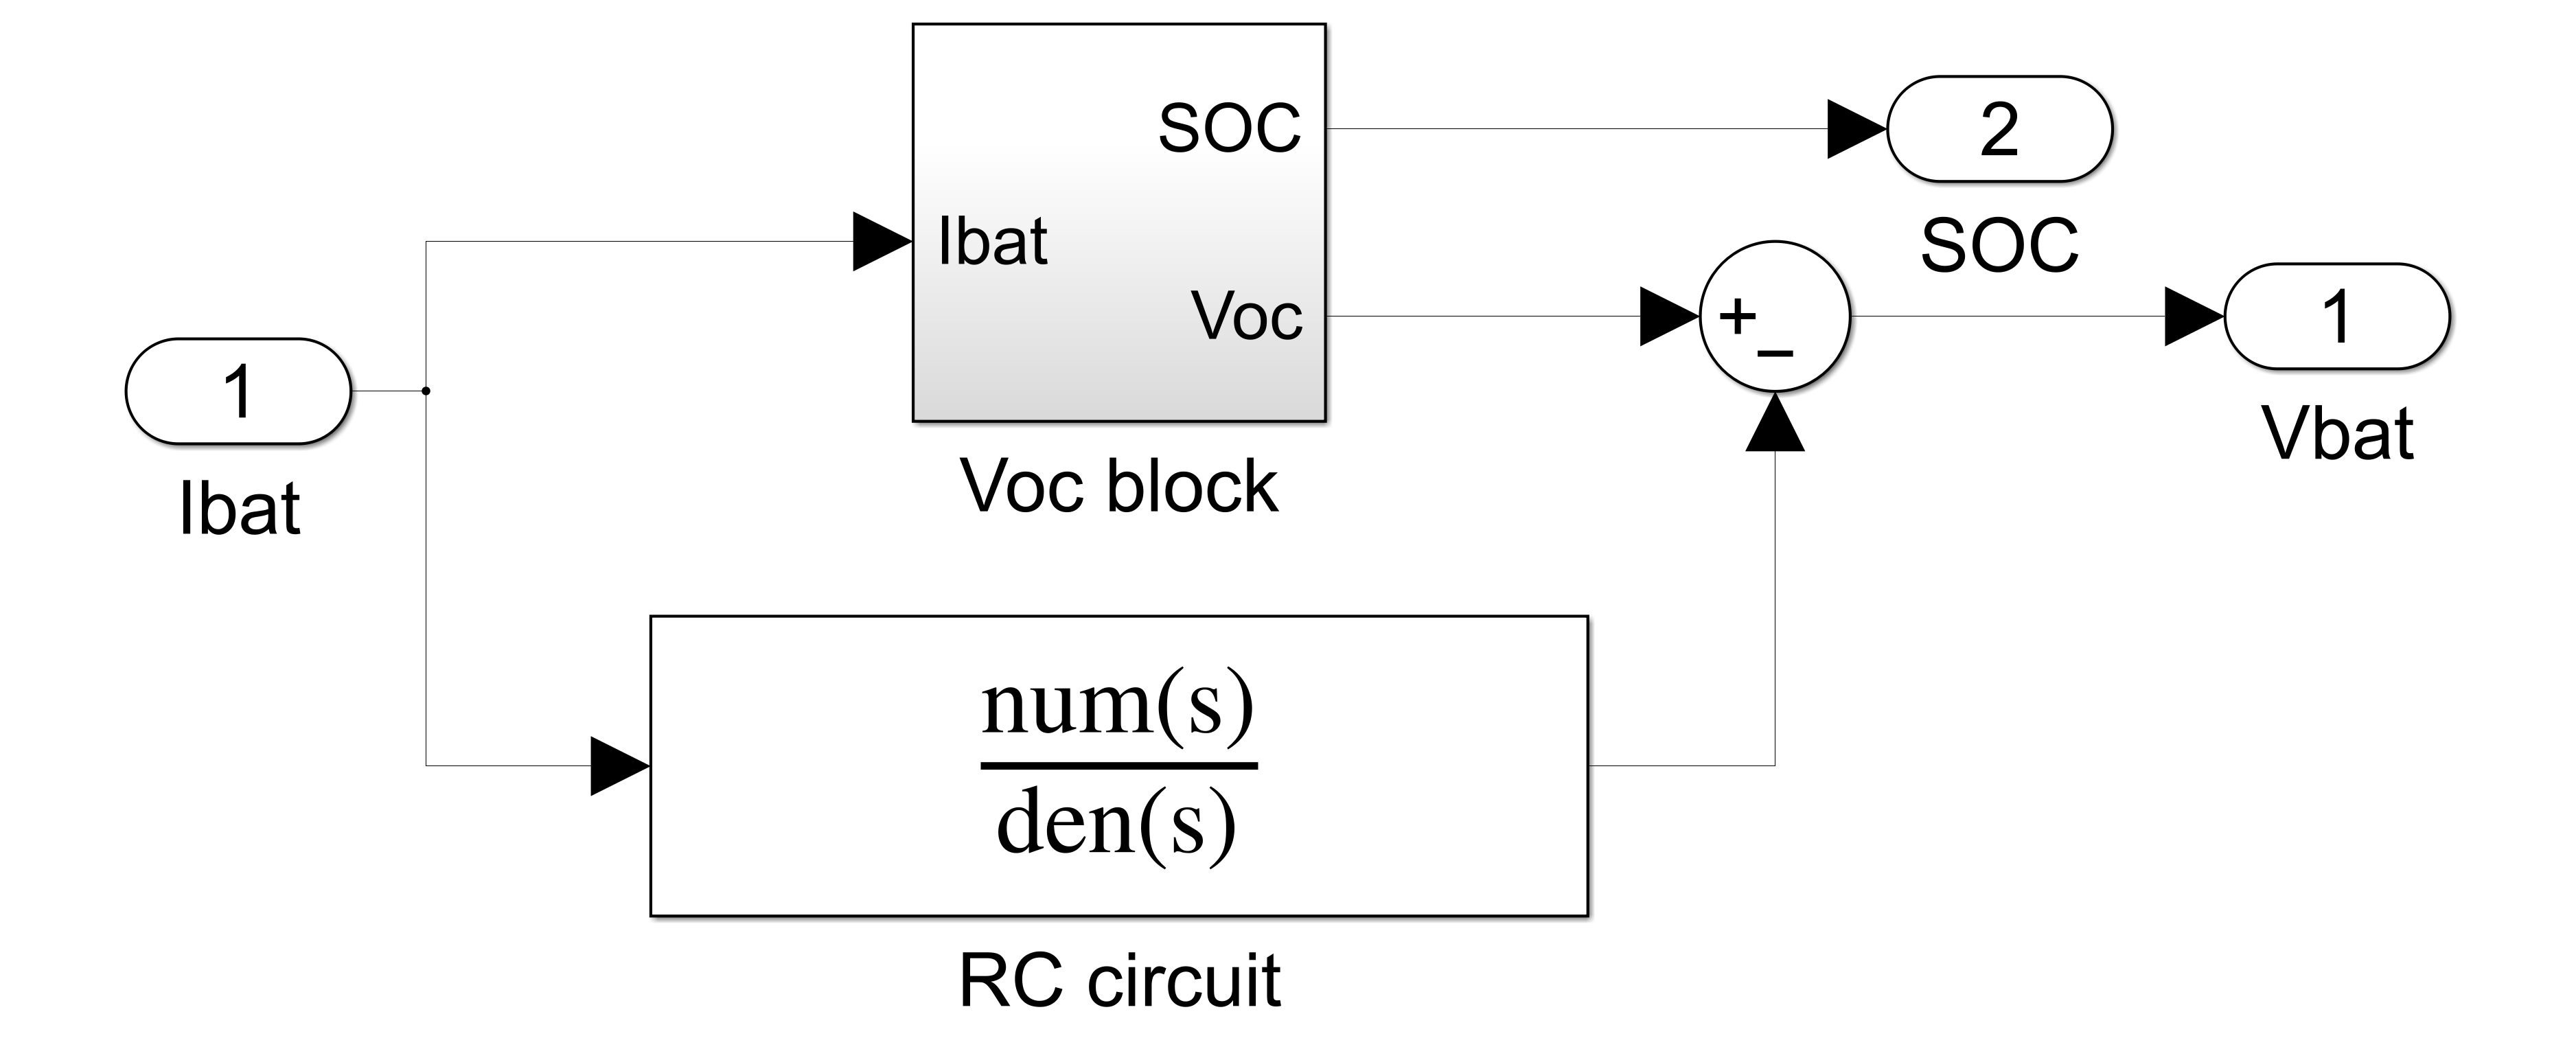 SOC
2
Ibat
SOC
Voc
+
−
1
Vbat
1
Ibat
Voc block
num(s)
den(s)
RC circuit